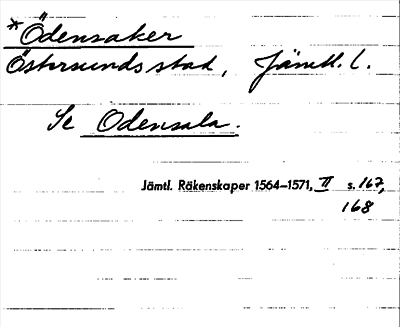 *Ödensaker
Östersunds stad, Jämtl. l.
Se Odensala.
Jämtl. Räkenskaper 1564–1571, II s. 167,
168